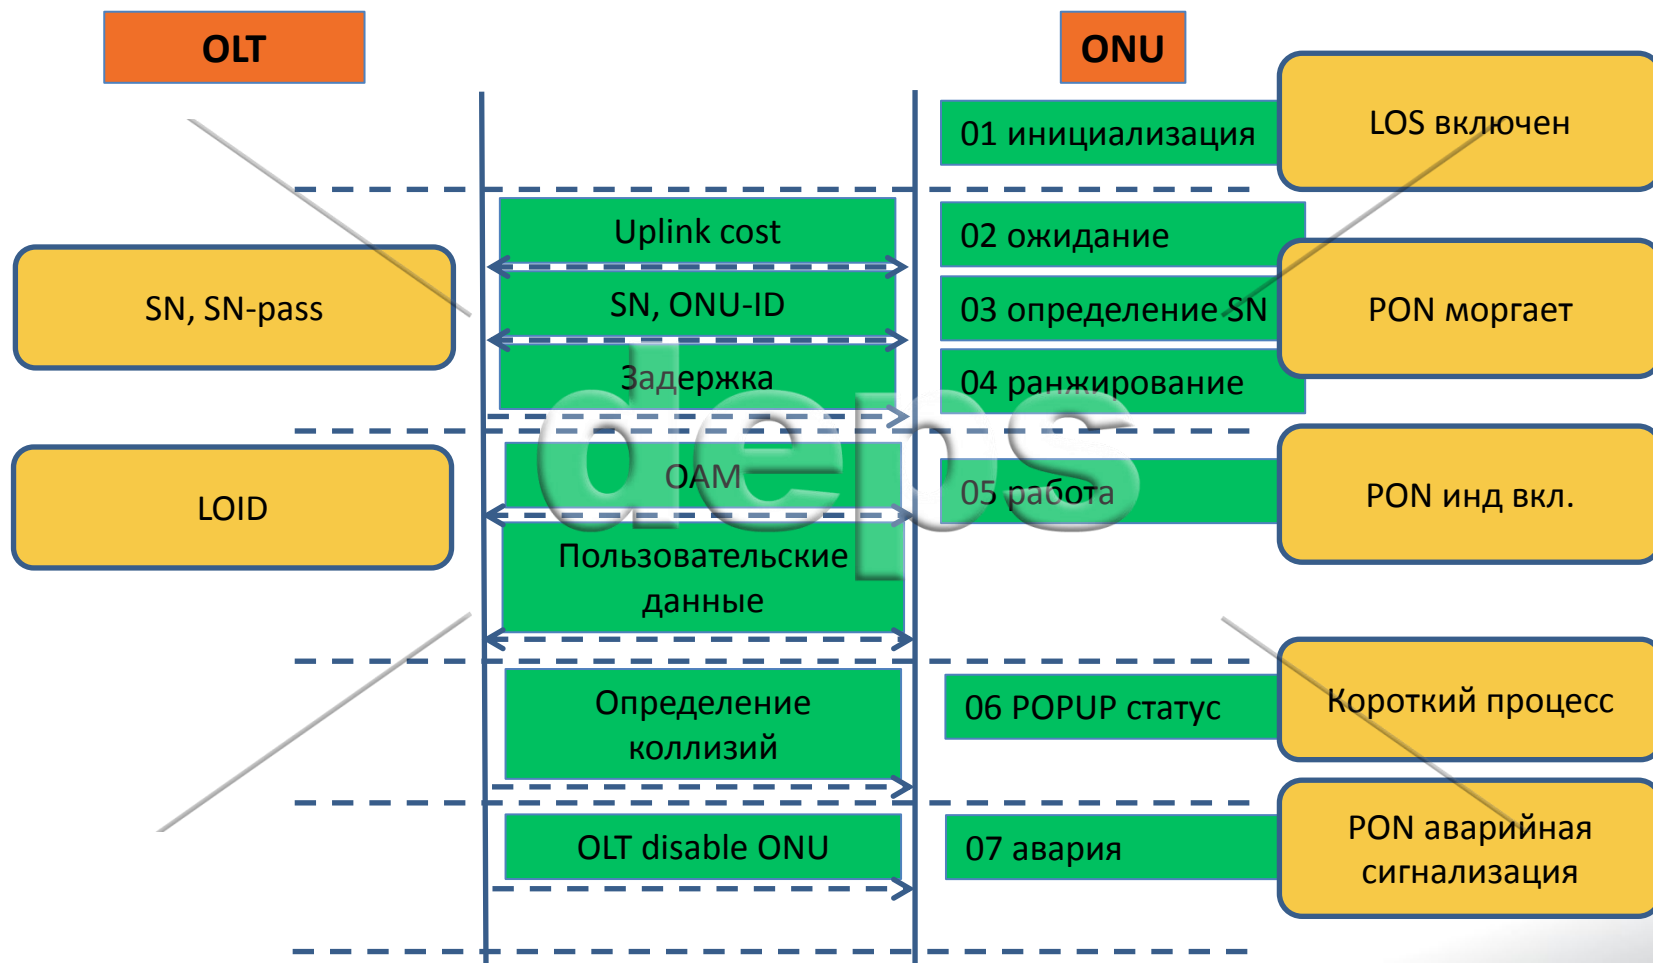 OLT
ONU
01 инициализация
LOS включен
Uplink cost
02 ожидание
SN, SN-pass
SN, ONU-ID
03 определение SN
PON моргает
Задержка
04 ранжирование
deps
OAM
05 работа
PON инд вкл.
LOID
Пользовательские
данные
Определение
коллизий
06 POPUP статус
Короткий процесс
OLT disable ONU
07 авария
PON аварийная
сигнализация